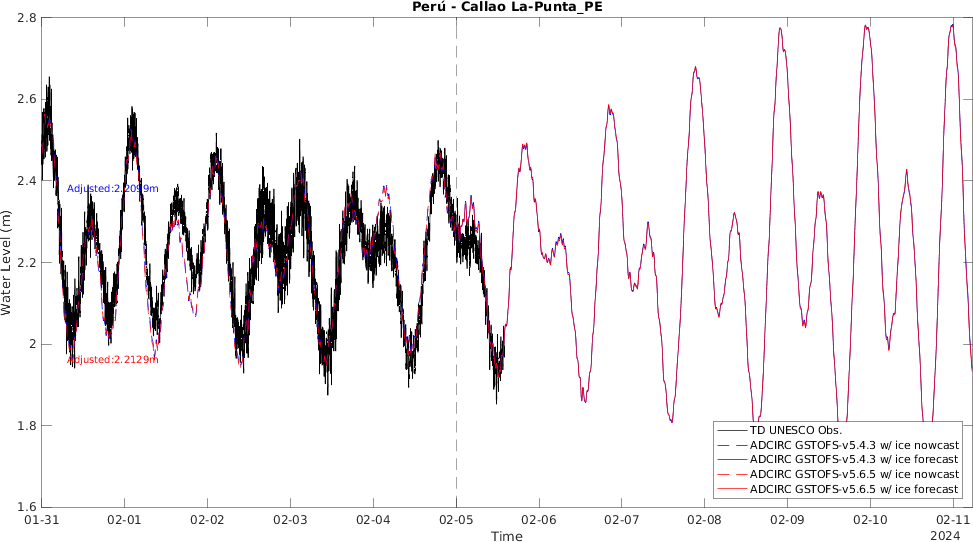 Perú - Callao La-Punta_PE
2.8
2.6
2.4
2.2
2
1.8
1.6
Water Level (m)
Adjusted:2.2099m
Adjusted:2.2129m
TD UNESCO Obs.
ADCIRC GSTOFS-v5.4.3 w/ ice nowcast
ADCIRC GSTOFS-v5.4.3 w/ ice forecast
ADCIRC GSTOFS-v5.6.5 w/ ice nowcast
ADCIRC GSTOFS-v5.6.5 w/ ice forecast
01-31 02-01 02-02 02-03 02-04 02-05 02-06 02-07 02-08 02-09 02-10 02-11
Time
2024